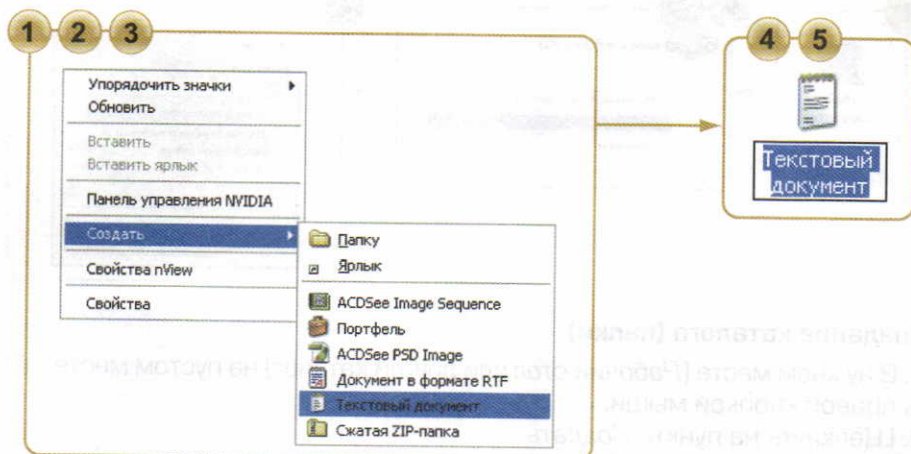 1 2 3
4 5
Упорядочить значки
Обновить
Вставить
Вставить ярлык
Панель управления NVIDIA
Создать
Свойства nView
Свойства
Папку
Ярлык
ACDSee Image Sequence
Портфель
ACDSee PSD Image
Документ в формате RTF
Текстовый документ
Сжатая ZIP-папка
Текстовый
документ